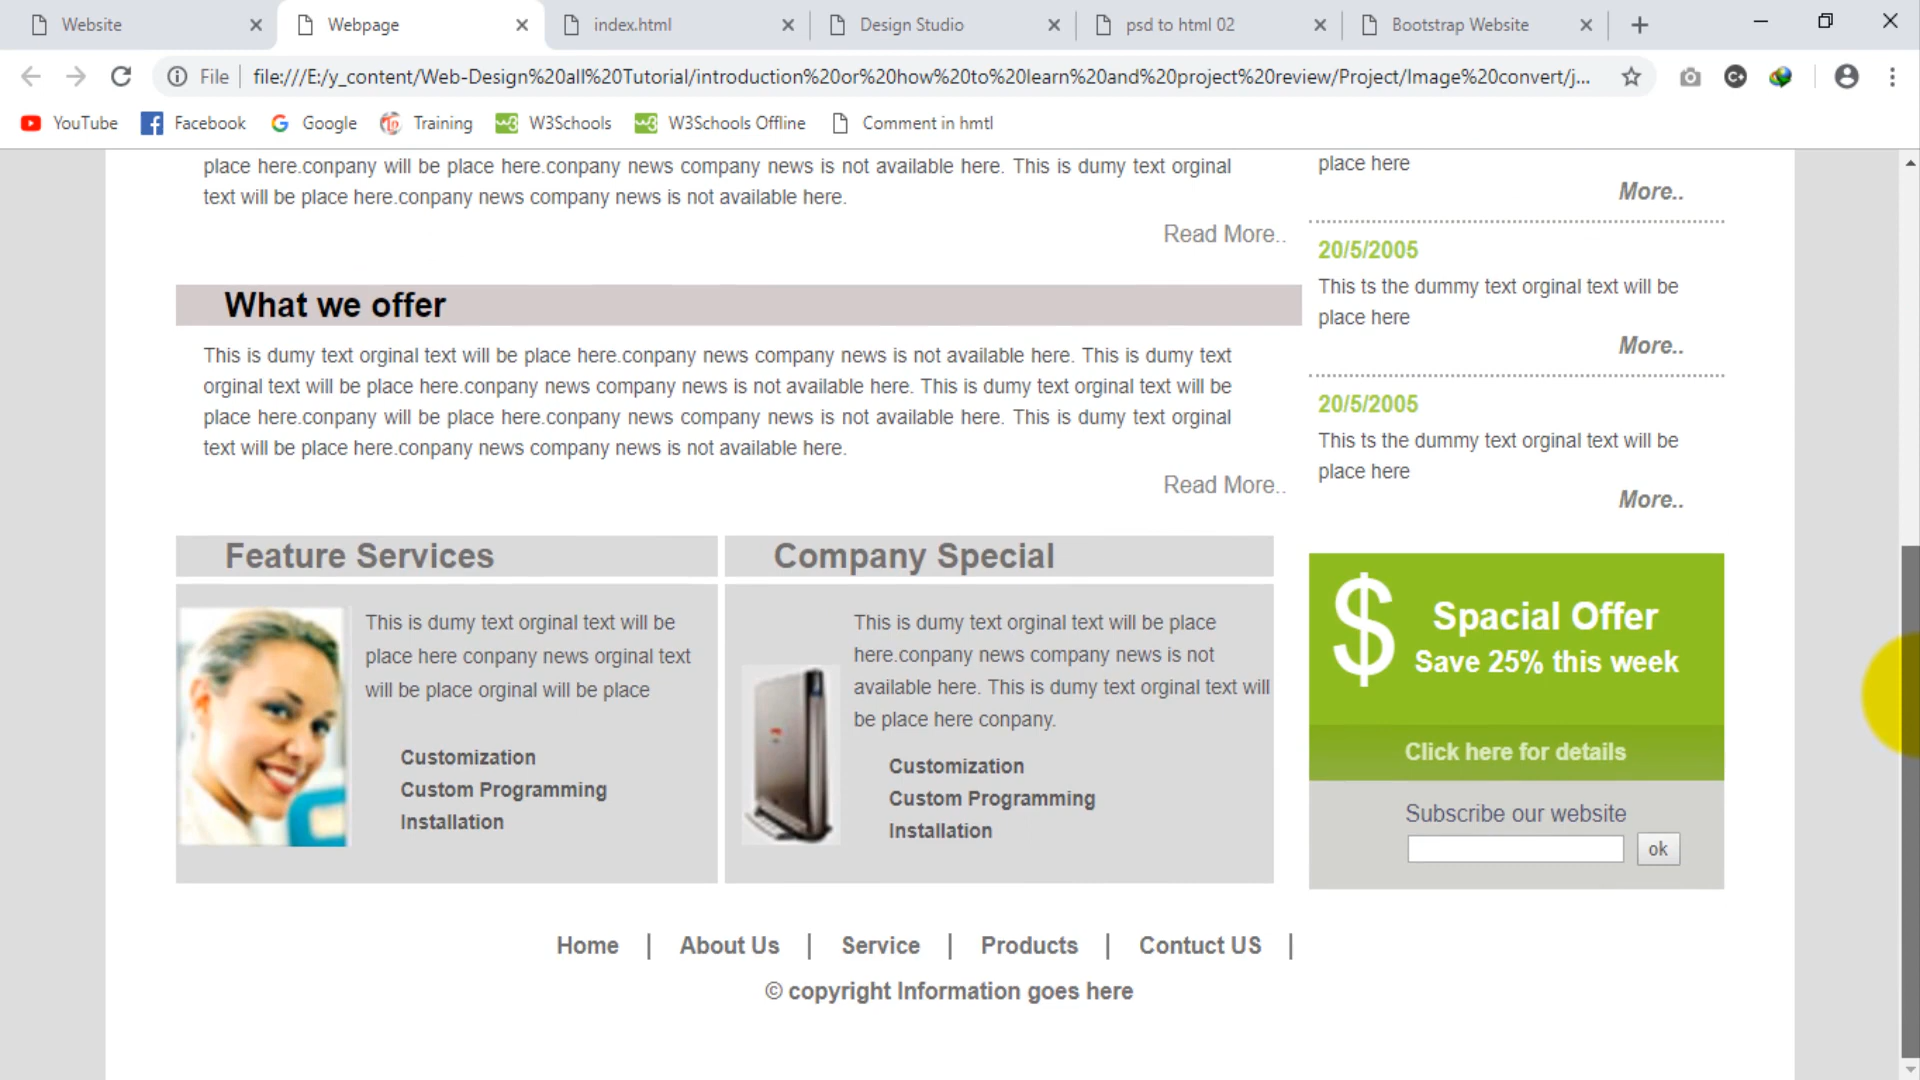 Website
Webpage
index.html
Design Studio
psd to html 02
Bootstrap Website
File
file:///E:/y_content/Web-Design%20all%20Tutorial/introduction%20or%20how%20to%20learn%20and%20project%20review/Project/Image%20convert/j...
YouTube
Facebook
Google
Training
W3Schools
W3Schools Offline
Comment in hmtl
place here.conpany will be place here.conpany news company news is not available here. This is dumy text orginal
text will be place here.conpany news company news is not available here.
Read More..
What we offer
This is dumy text orginal text will be place here.conpany news company news is not available here. This is dumy text
orginal text will be place here.conpany news company news is not available here. This is dumy text orginal text will be
place here.conpany will be place here.conpany news company news is not available here. This is dumy text orginal
text will be place here.conpany news company news is not available here.
Read More..
place here
More..
20/5/2005
This ts the dummy text orginal text will be
place here
More..
20/5/2005
This ts the dummy text orginal text will be
place here
More..
Feature Services
This is dumy text orginal text will be
place here conpany news orginal text
will be place orginal will be place
Customization
Custom Programming
Installation
Company Special
This is dumy text orginal text will be place
here.conpany news company news is not
available here. This is dumy text orginal text will
be place here conpany.
Customization
Custom Programming
Installation
$
Spacial Offer
Save 25% this week
Click here for details
Subscribe our website
ok
Home | About Us | Service | Products | Contuct US |
© copyright Information goes here